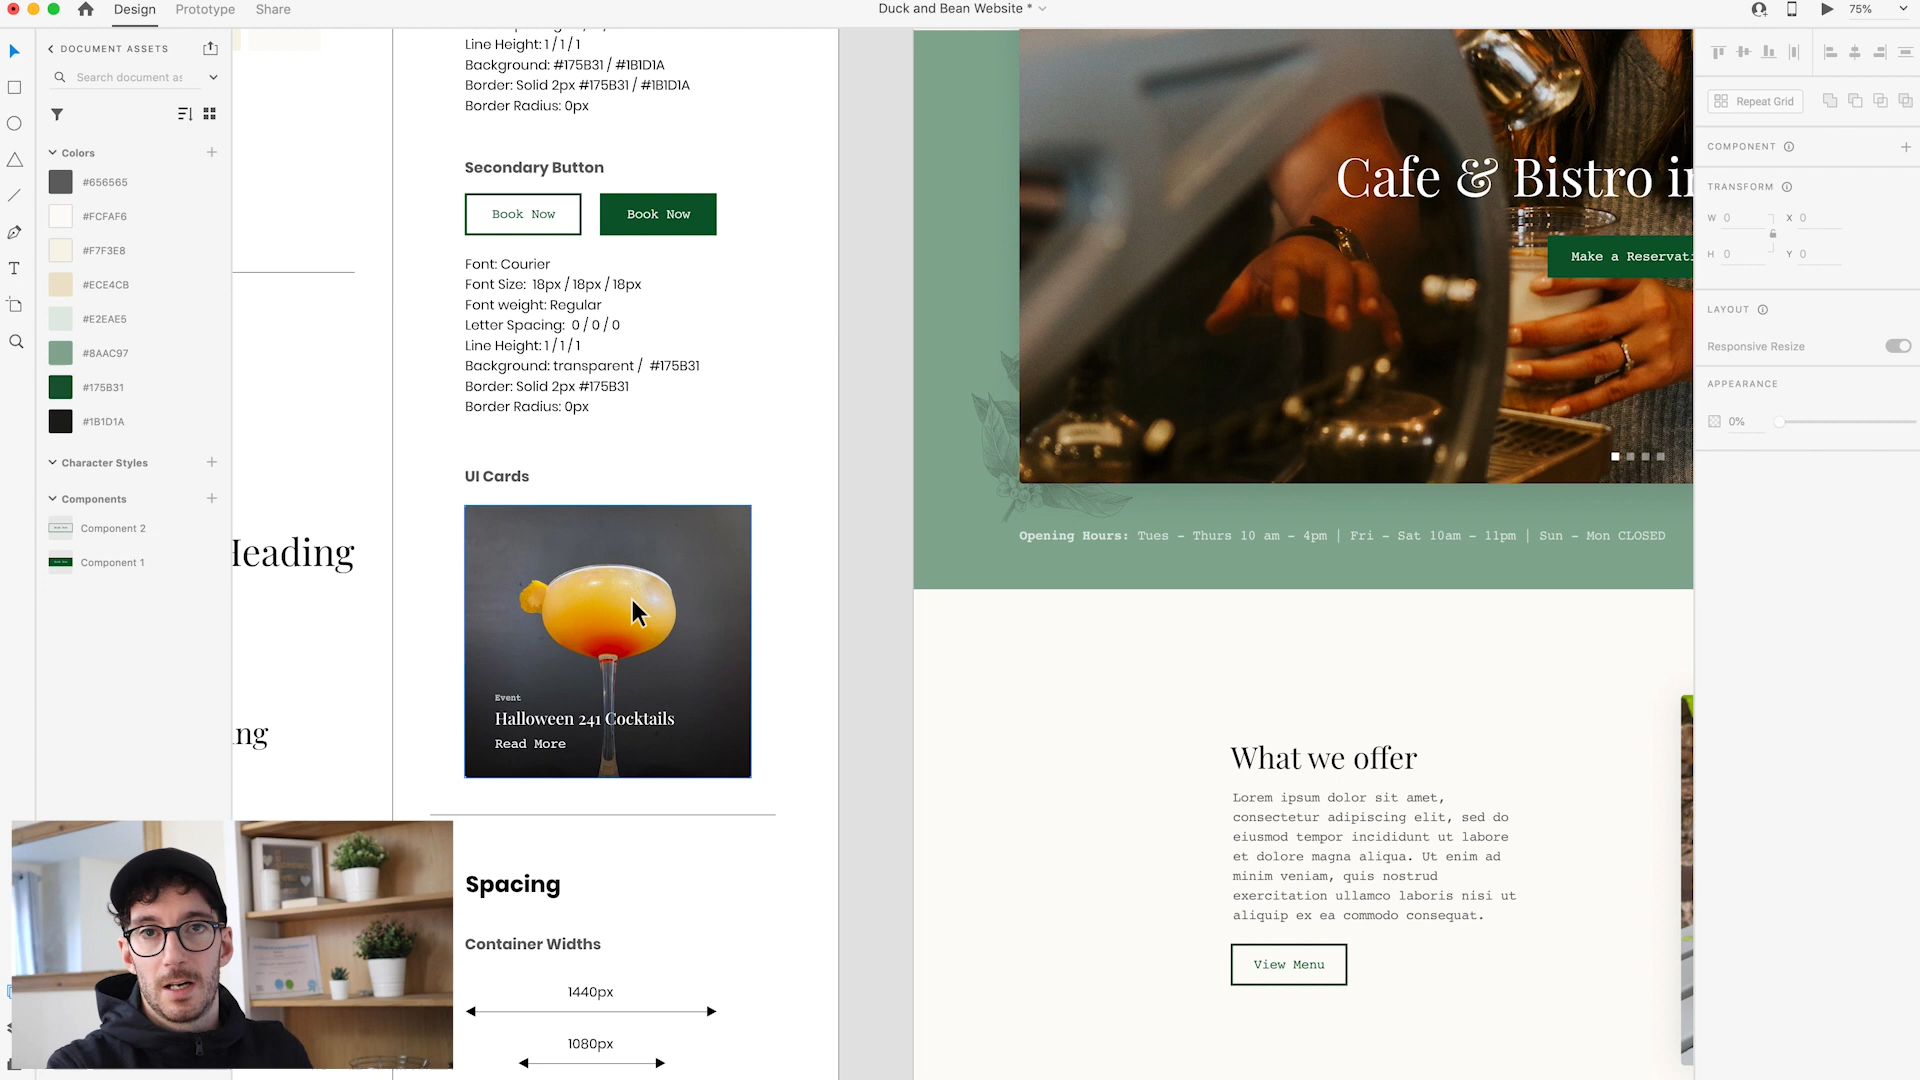 Design
Prototype
Share
Duck and Bean Website *
75%
DOCUMENT ASSETS
Search document as
Colors
#656565
#FCFAF6
#F7F3E8
#ECE4CB
#E2EAE5
#8AAC97
#175B31
#1B1D1A
Character Styles
Components
Component 2
Component 1
Heading
ng
Line Height: 1 / 1 / 1
Background: #175B31 / #1B1D1A
Border: Solid 2px #175B31 / #1B1D1A
Border Radius: 0px
Secondary Button
Book Now
Book Now
Font: Courier
Font Size: 18px / 18px / 18px
Font weight: Regular
Letter Spacing: 0 / 0 / 0
Line Height: 1 / 1 / 1
Background: transparent / #175B31
Border: Solid 2px #175B31
Border Radius: 0px
UI Cards
Event
Halloween 241 Cocktails
Read More
Spacing
Container Widths
1440px
1080px
Cafe & Bistro in
Make a Reservati
Opening Hours: Tues - Thurs 10 am - 4pm | Fri - Sat 10am - 11pm | Sun - Mon CLOSED
What we offer
Lorem ipsum dolor sit amet,
consectetur adipiscing elit, sed do
eiusmod tempor incididunt ut labore
et dolore magna aliqua. Ut enim ad
minim veniam, quis nostrud
exercitation ullamco laboris nisi ut
aliquip ex ea commodo consequat.
View Menu
Repeat Grid
COMPONENT
TRANSFORM
W 0 X 0
H 0 Y 0
LAYOUT
Responsive Resize
APPEARANCE
0%